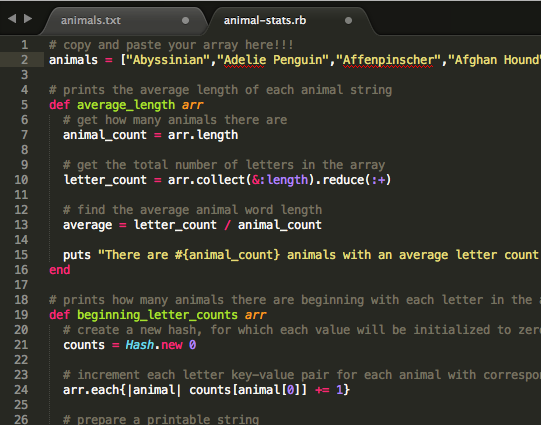 animals.txt
animal-stats.rb
1 # copy and paste your array here!!!
2 animals = ["Abyssinian","Adelie Penguin","Affenpinscher","Afghan Hound"
3
4 # prints the average length of each animal string
5 def average_length arr
6 # get how many animals there are
7 animal_count = arr.length
8
9 # get the total number of letters in the array
10 letter_count = arr.collect(&:length).reduce(:+)
11
12 # find the average animal word length
13 average = letter_count / animal_count
14
15 puts "There are #{animal_count} animals with an average letter count
16 end
17
18 # prints how many animals there are beginning with each letter in the a
19 def beginning_letter_counts arr
20 # create a new hash, for which each value will be initialized to zero
21 counts = Hash.new 0
22
23 # increment each letter key-value pair for each animal with correspo
24 arr.each{|animal| counts[animal[0]] += 1}
25
26 # prepare a printable string